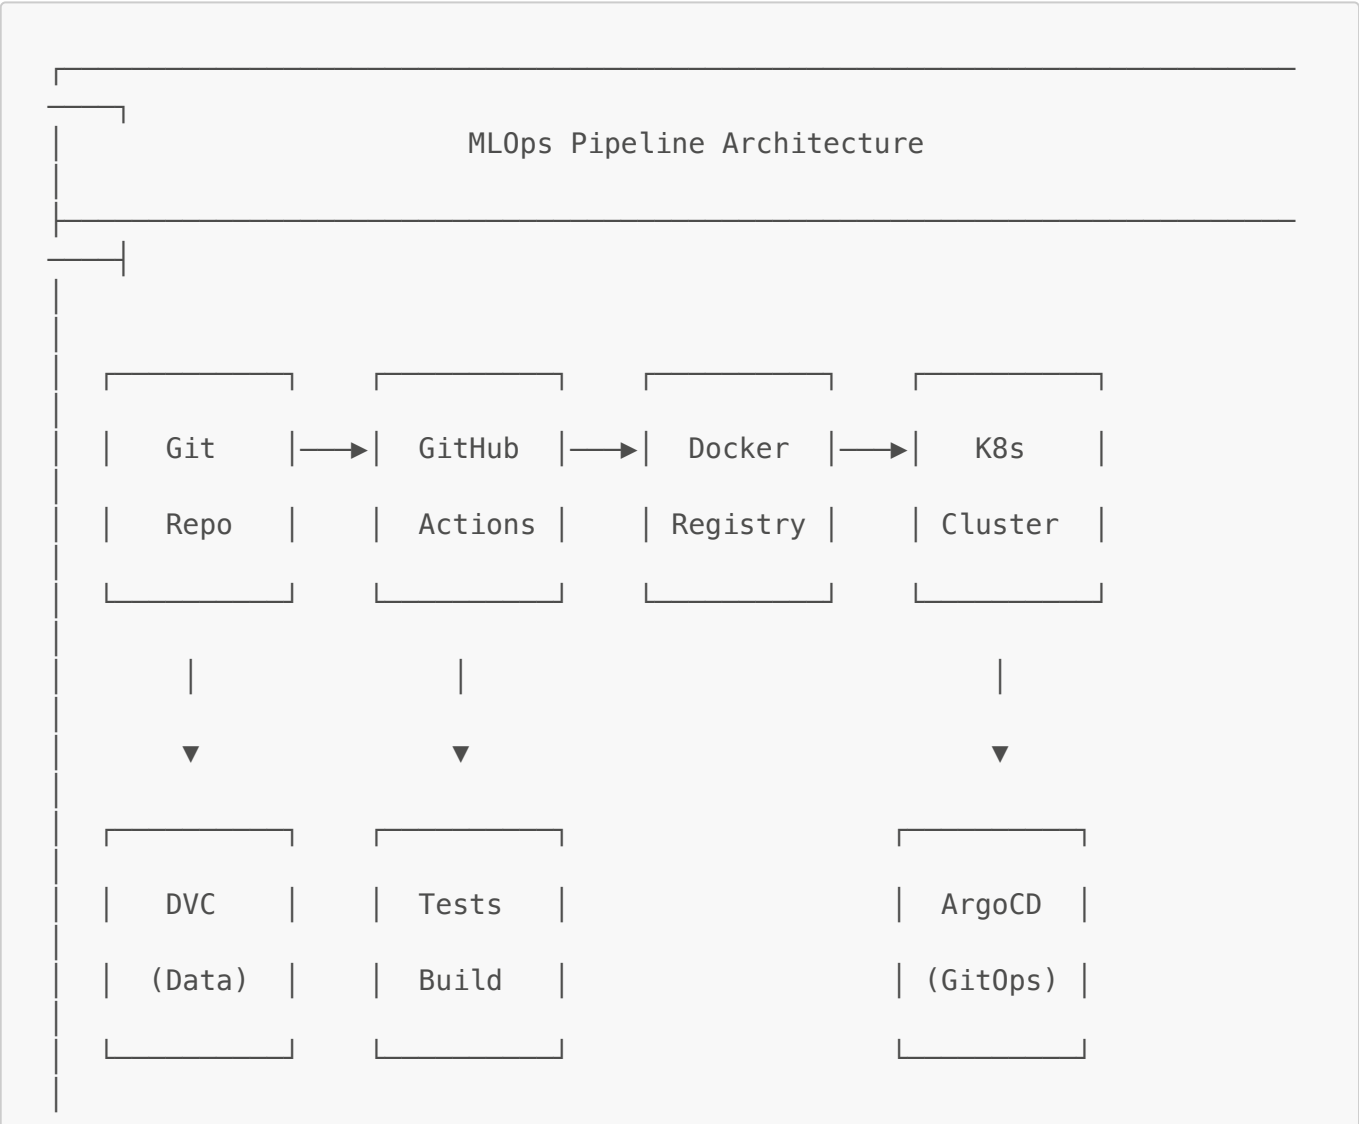 MLOps Pipeline Architecture
Git GitHub Docker K8s
Repo Actions Registry Cluster
DVC Tests ArgoCD
(Data) Build (GitOps)